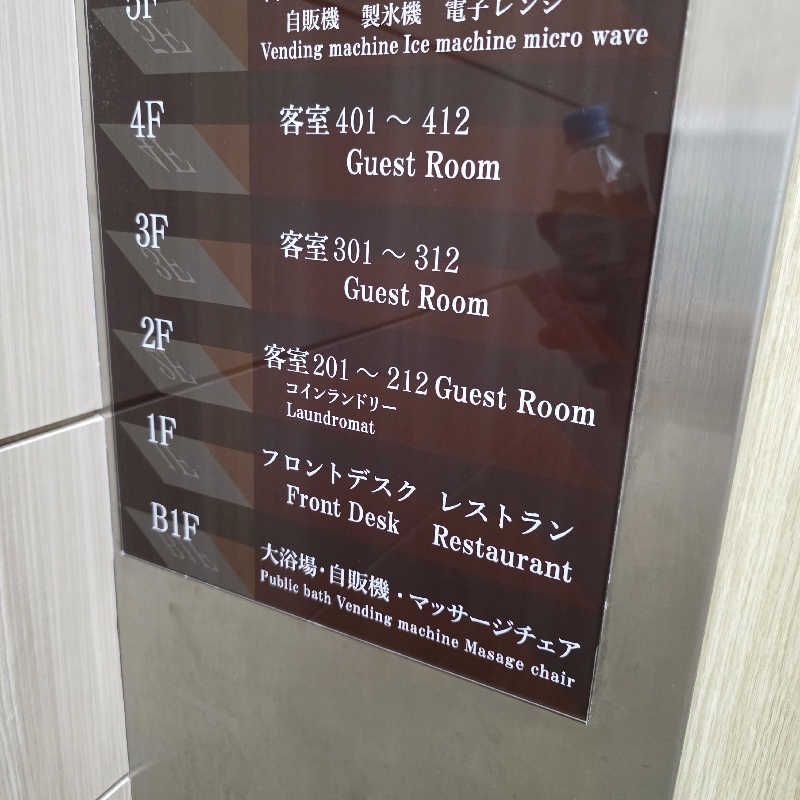 5F
自販機 製氷機 電子レンジ
Vending machine Ice machine micro wave
4F 客室401～412
Guest Room
3F 客室301～312
Guest Room
2F 客室201～212 Guest Room
コインランドリー
Laundromat
1F フロントデスク レストラン
Front Desk Restaurant
B1F 大浴場・自販機・マッサージチェア
Public bath Vending machine Masage chair